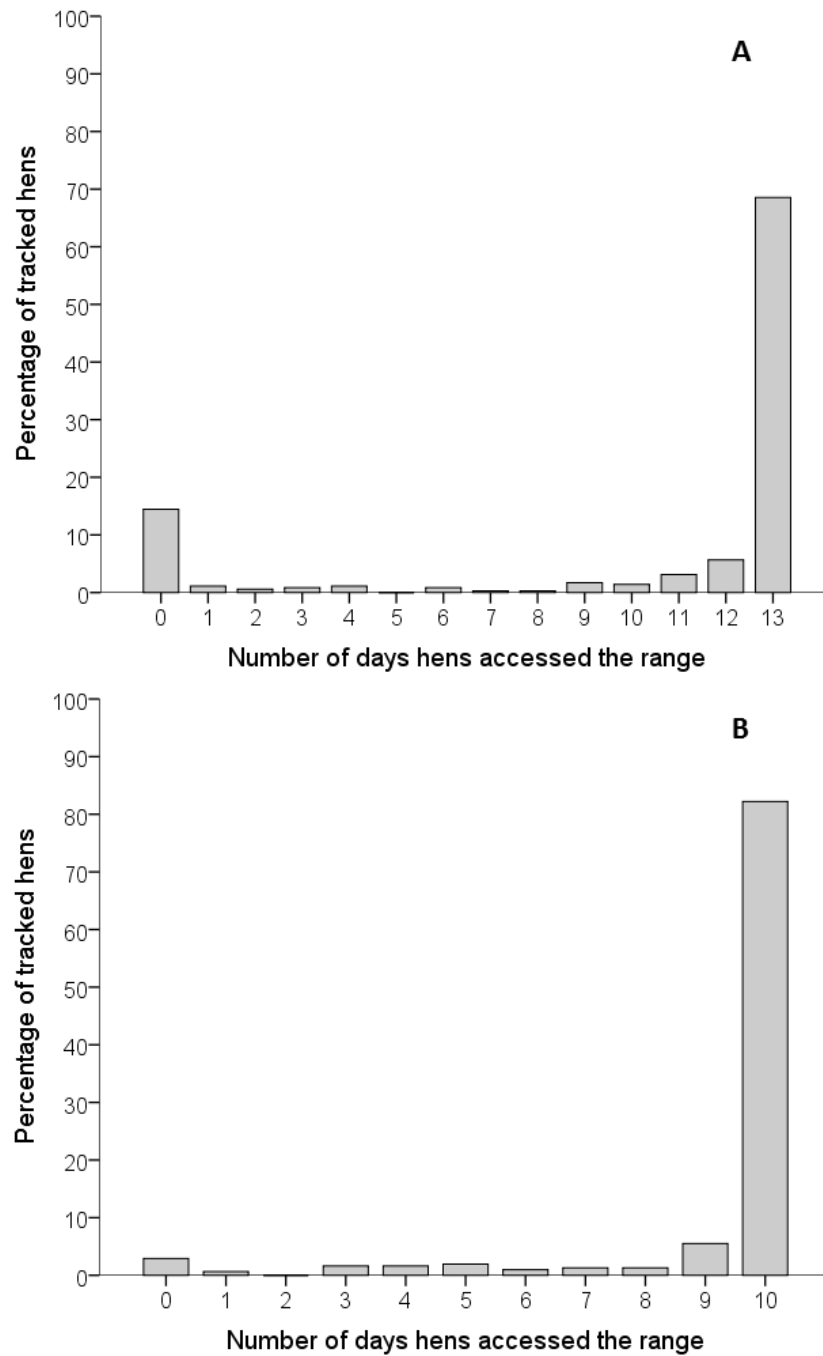 A
Percentage of tracked hens
100
90
80
70
60
50
40
30
20
10
0
0 1 2 3 4 5 6 7 8 9 10 11 12 13
Number of days hens accessed the range
B
Percentage of tracked hens
100
90
80
70
60
50
40
30
20
10
0
0 1 2 3 4 5 6 7 8 9 10
Number of days hens accessed the range